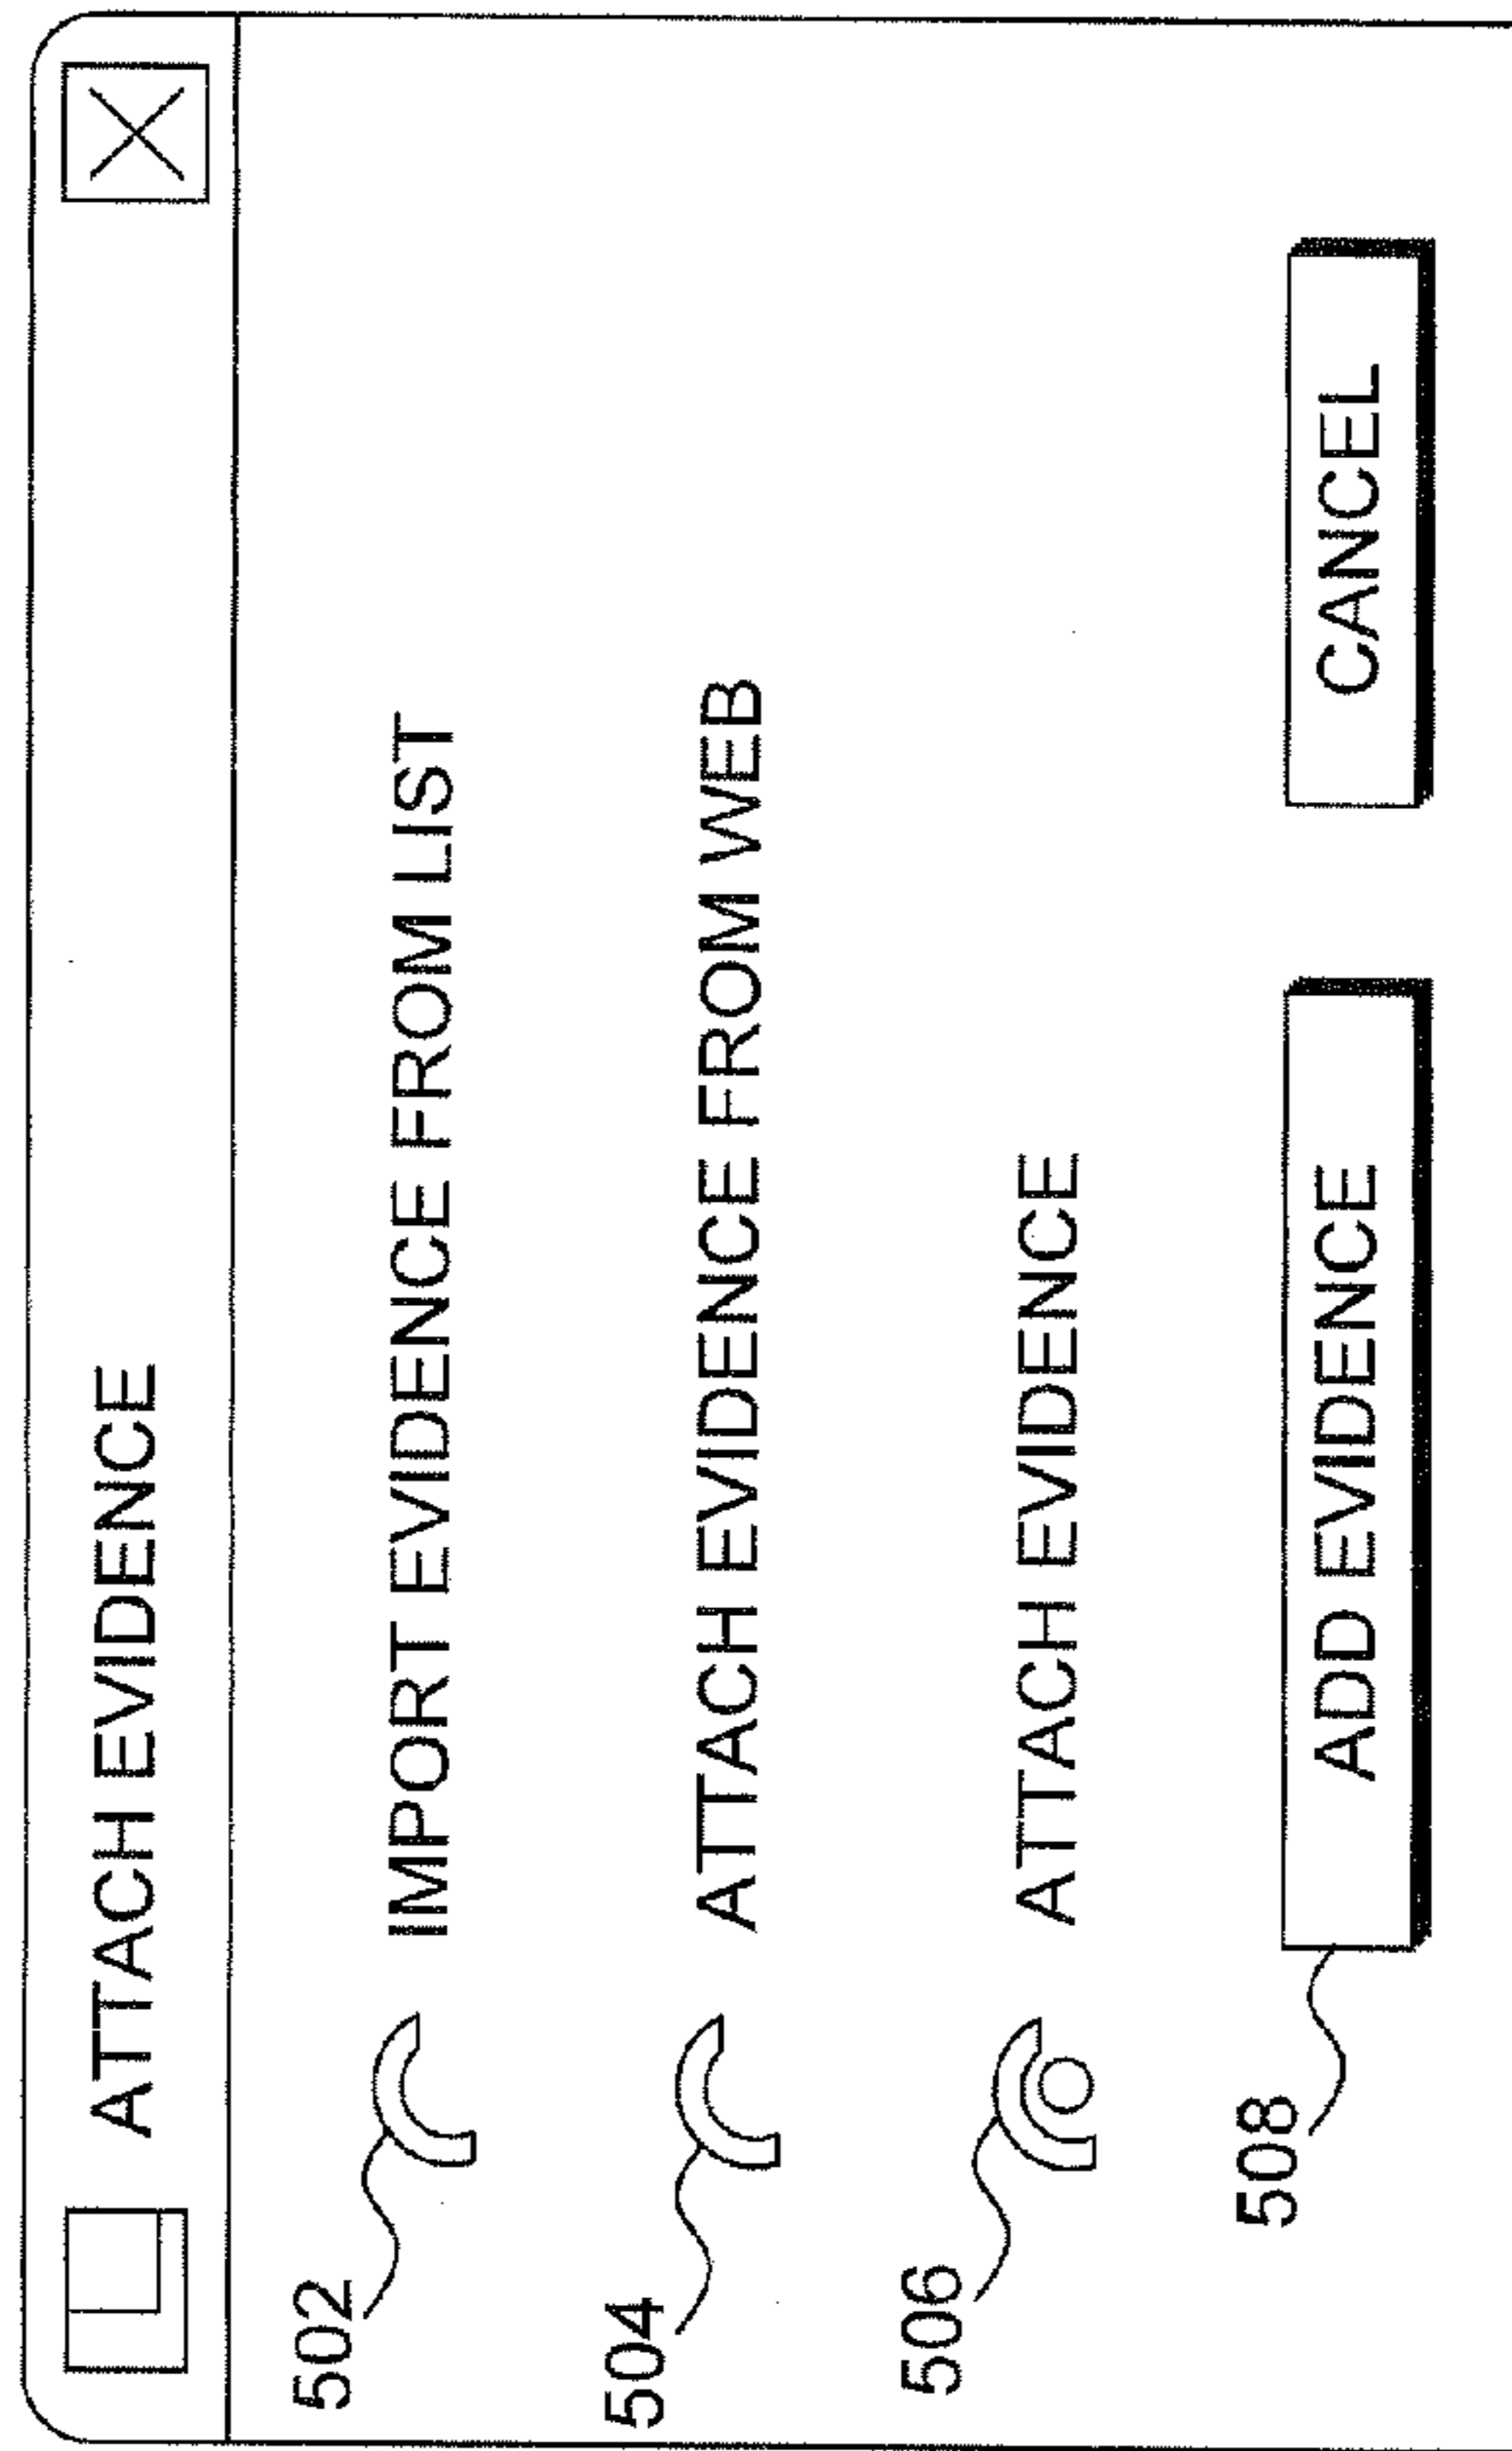 ATTACH EVIDENCE
502 IMPORT EVIDENCE FROM LIST
504 ATTACH EVIDENCE FROM WEB
506 ATTACH EVIDENCE
508 ADD EVIDENCE CANCEL